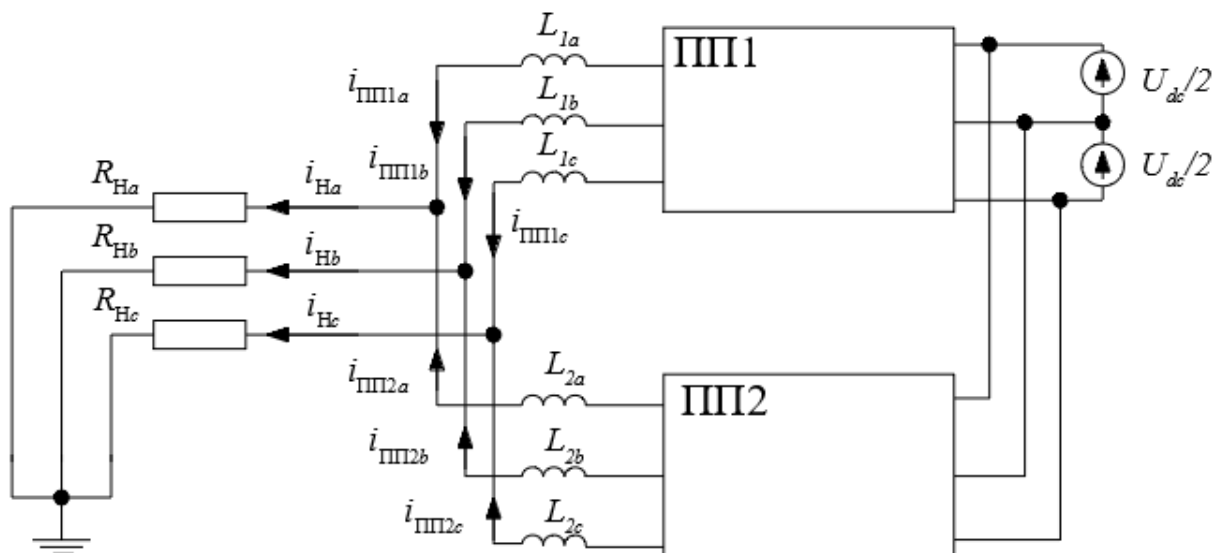 L1a
ПП1
iПП1a
Udc/2
L1b
iПП1b
L1c
Udc/2
RНa
iНa
iПП1c
RНb
iНb
RНc
iНc
iПП2a
L2a
ПП2
iПП2b
L2b
iПП2c
L2c